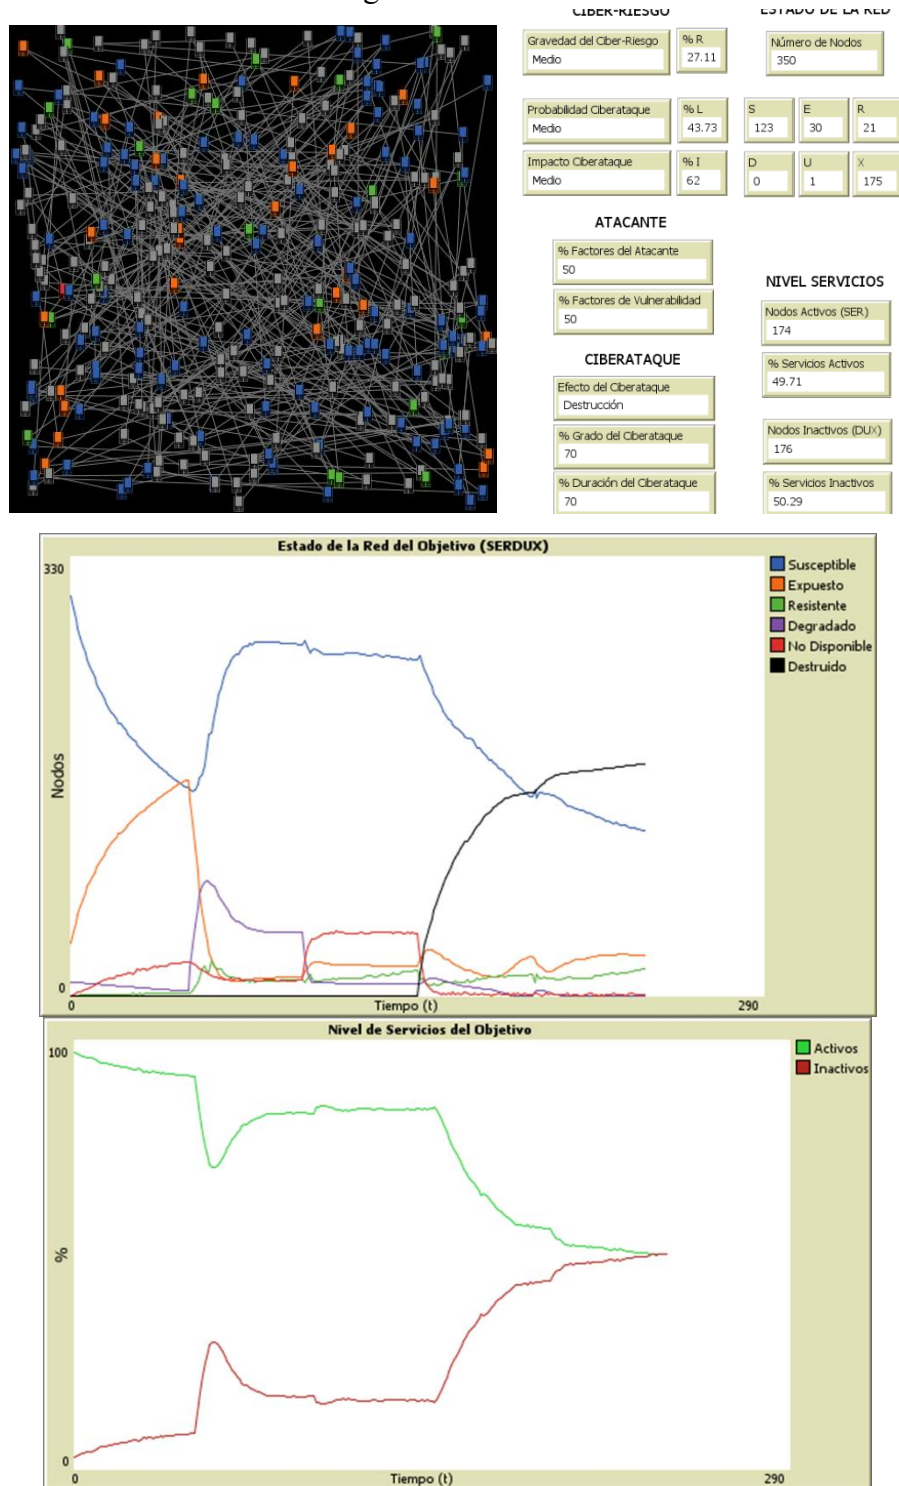 CIBER-RIESGO
ESTADO DE LA RED
Gravedad del Ciber-Riesgo
Medio
% R
27.11
Número de Nodos
350
Probabilidad Ciberataque
Medio
% L
43.73
S
123
E
30
R
21
Impacto Ciberataque
Medio
% I
62
D
0
U
1
X
175
ATACANTE
% Factores del Atacante
50
% Factores de Vulnerabilidad
50
NIVEL SERVICIOS
Nodos Activos (SER)
174
% Servicios Activos
49.71
CIBERATAQUE
Efecto del Ciberataque
Destrucción
% Grado del Ciberataque
70
% Duración del Ciberataque
70
Nodos Inactivos (DUX)
176
% Servicios Inactivos
50.29
Estado de la Red del Objetivo (SERDUX)
330
Nodos
0
0
Tiempo (t)
290
Susceptible
Expuesto
Resistente
Degradado
No Disponible
Destruido
Nivel de Servicios del Objetivo
100
%
0
0
Tiempo (t)
290
Activos
Inactivos